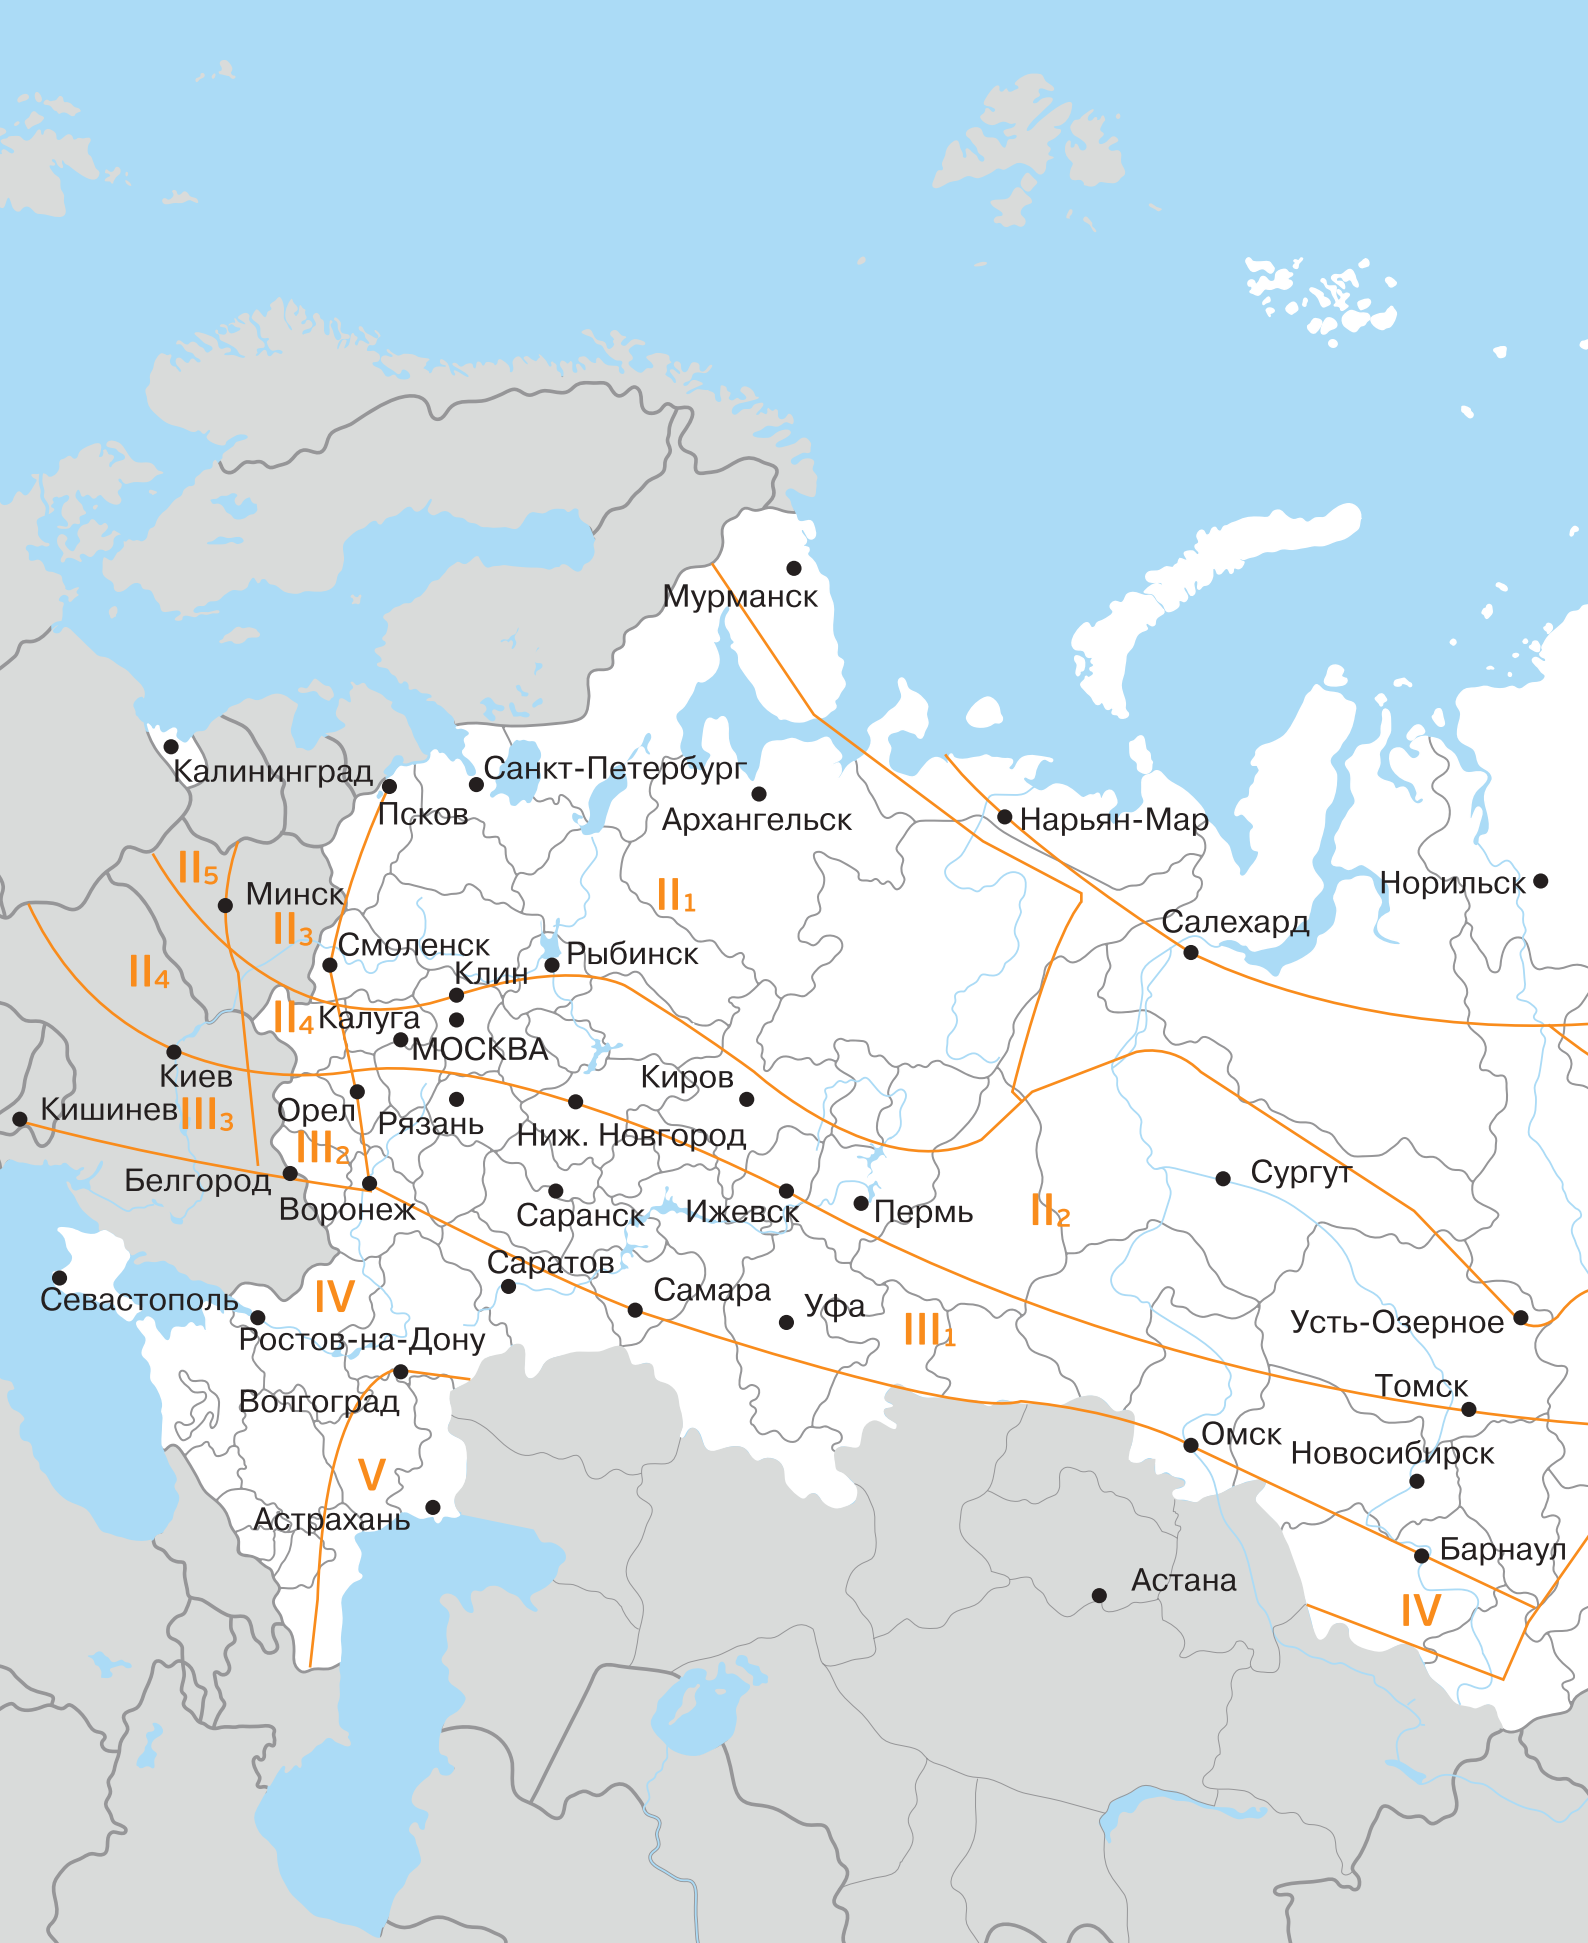 Мурманск
Калининград
Санкт-Петербург
Псков
Архангельск
Нарьян-Мар
II5
Минск
II1
Норильск
II3
Салехард
Смоленск
Рыбинск
II4
Клин
II4
Калуга
МОСКВА
Киев
Киров
Кишинев
III3
Орел
Рязань
Ниж. Новгород
III2
Белгород
Сургут
Воронеж
Саранск
Ижевск
Пермь
II2
Саратов
Севастополь
IV
Самара
Уфа
Усть-Озерное
Ростов-на-Дону
III1
Томск
Волгоград
Омск
Новосибирск
V
Астрахань
Барнаул
Астана
IV